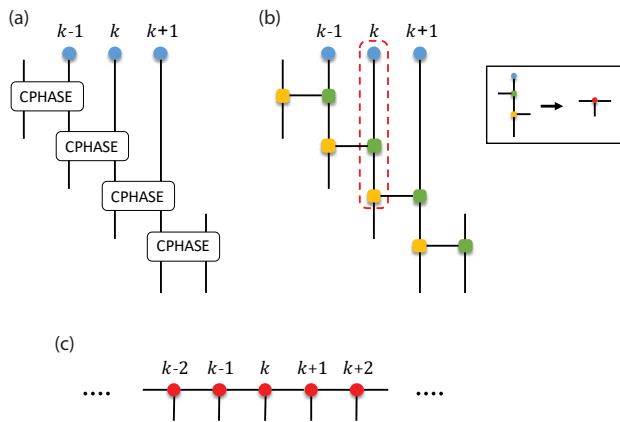 (a)
k-1 k k+1
CPHASE
CPHASE
CPHASE
CPHASE
(b)
k-1 k k+1
(c)
k-2 k-1 k k+1 k+2
.... ....